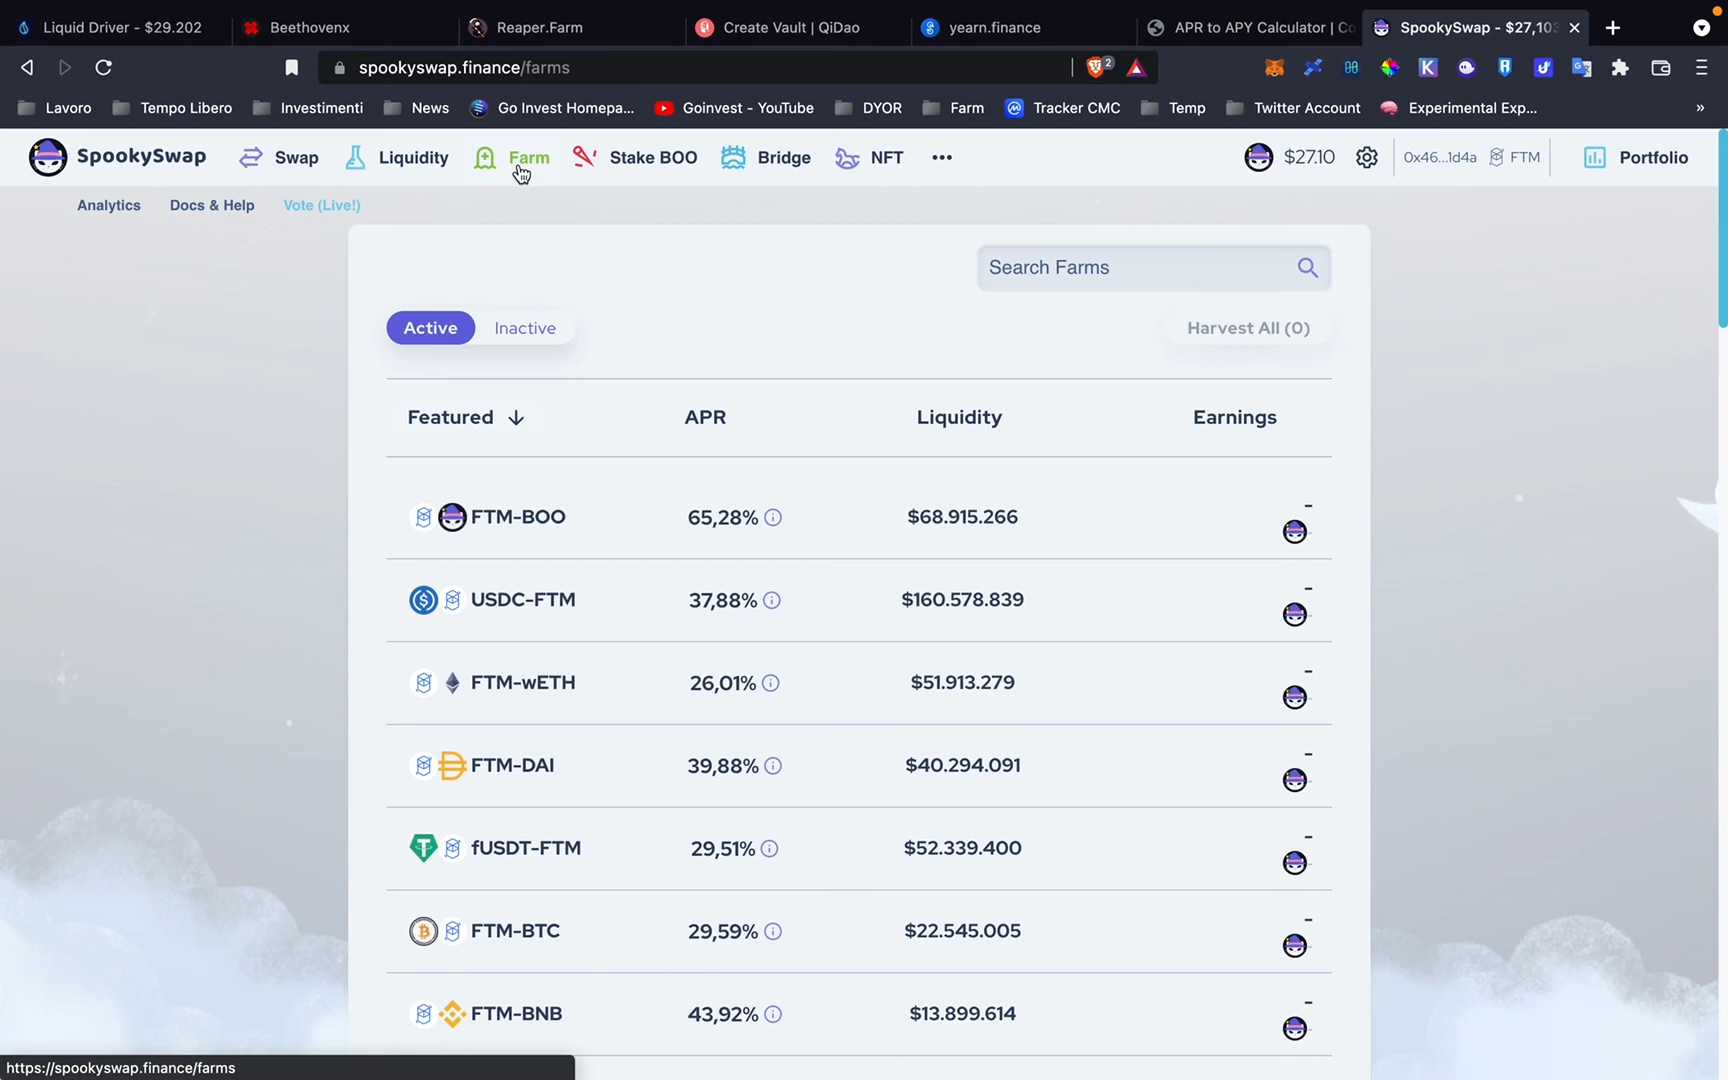 Liquid Driver - $29.202
Beethovenx
Reaper.Farm
Create Vault | QiDao
yearn.finance
APR to APY Calculator | Co
SpookySwap - $27,103
spookyswap.finance/farms
2
Lavoro
Tempo Libero
Investimenti
News
Go Invest Homepa...
Goinvest - YouTube
DYOR
Farm
Tracker CMC
Temp
Twitter Account
Experimental Exp...
»
SpookySwap
Swap
Liquidity
Farm
Stake BOO
Bridge
NFT
$27.10
0x46...1d4a
FTM
Portfolio
Analytics
Docs & Help
Vote (Live!)
Search Farms
Active
Inactive
Harvest All (0)
Featured
APR
Liquidity
Earnings
FTM-BOO 65,28% $68.915.266 -
USDC-FTM 37,88% $160.578.839 -
FTM-wETH 26,01% $51.913.279 -
FTM-DAI 39,88% $40.294.091 -
fUSDT-FTM 29,51% $52.339.400 -
FTM-BTC 29,59% $22.545.005 -
FTM-BNB 43,92% $13.899.614 -
https://spookyswap.finance/farms